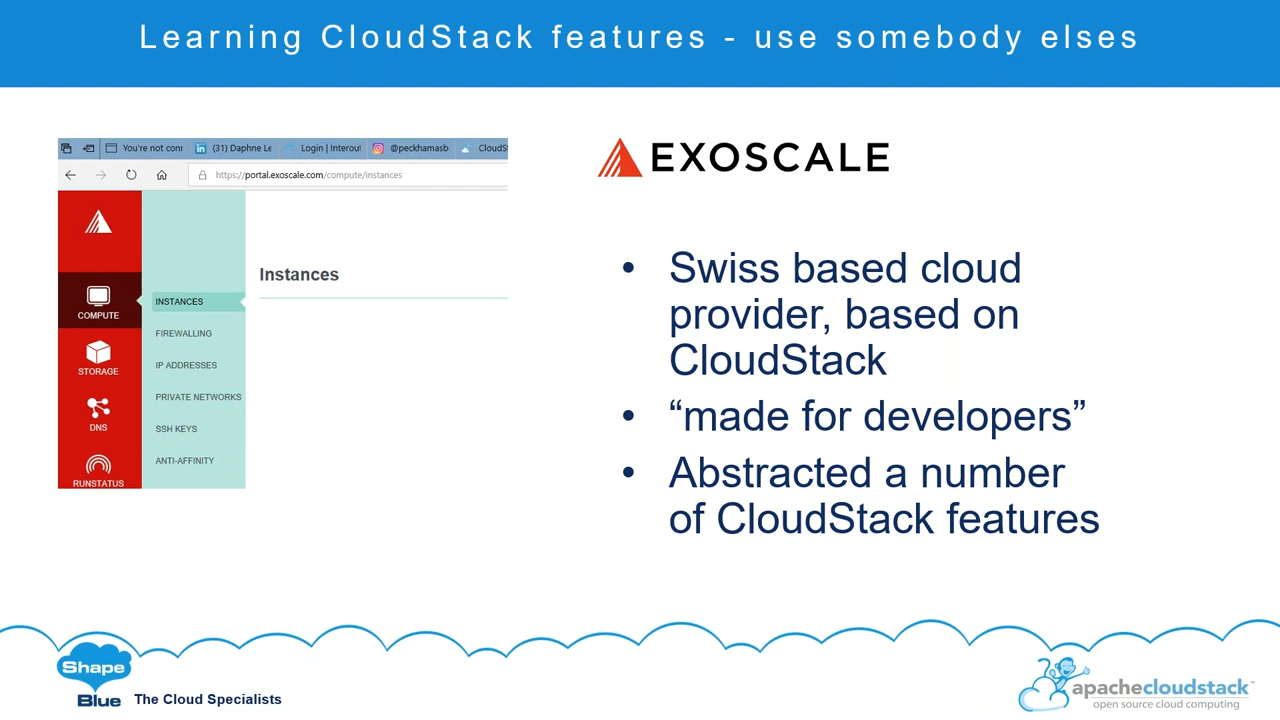 Learning CloudStack features - use somebody elses
You're not conr
(31) Daphne Le
Login | Interout
@peckhamasb
CloudS
https://portal.exoscale.com/compute/instances
Instances
COMPUTE
STORAGE
DNS
RUNSTATUS
INSTANCES
FIREWALLING
IP ADDRESSES
PRIVATE NETWORKS
SSH KEYS
ANTI-AFFINITY
EXOSCALE
• Swiss based cloud
provider, based on
CloudStack
• “made for developers”
• Abstracted a number
of CloudStack features
Shape
Blue
The Cloud Specialists
apachecloudstack™
open source cloud computing